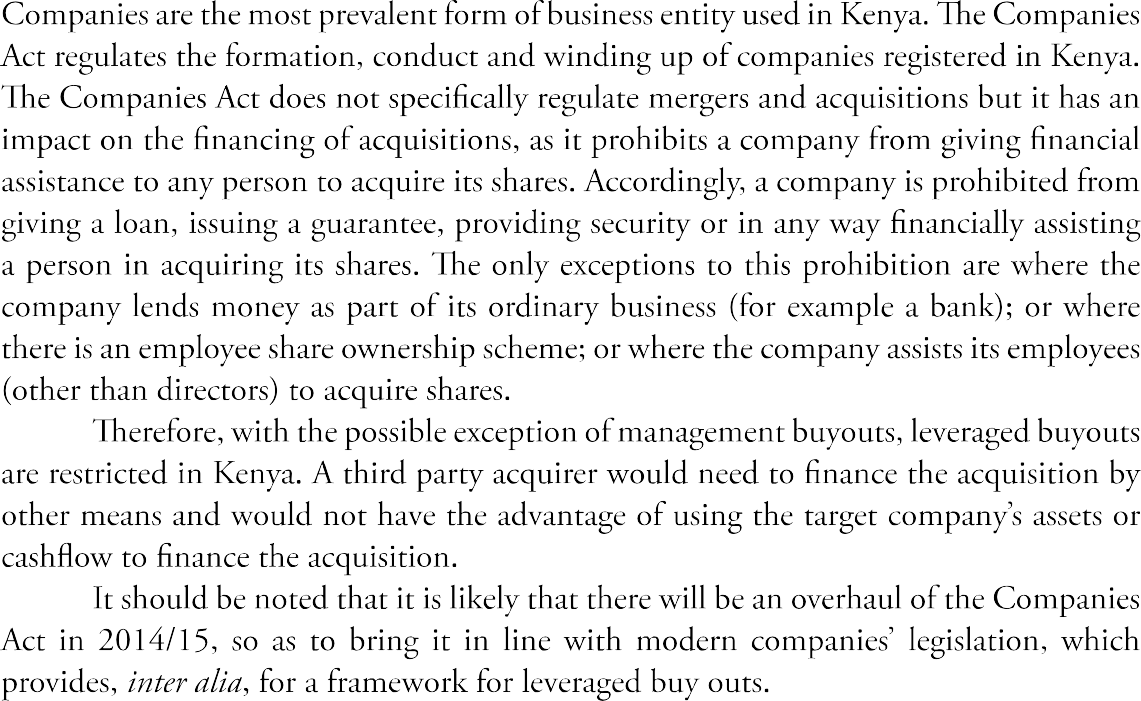 Companies are the most prevalent form of business entity used in Kenya. The Companies
Act regulates the formation, conduct and winding up of companies registered in Kenya.
The Companies Act does not specifically regulate mergers and acquisitions but it has an
impact on the financing of acquisitions, as it prohibits a company from giving financial
assistance to any person to acquire its shares. Accordingly, a company is prohibited from
giving a loan, issuing a guarantee, providing security or in any way financially assisting
a person in acquiring its shares. The only exceptions to this prohibition are where the
company lends money as part of its ordinary business (for example a bank); or where
there is an employee share ownership scheme; or where the company assists its employees
(other than directors) to acquire shares.
Therefore, with the possible exception of management buyouts, leveraged buyouts
are restricted in Kenya. A third party acquirer would need to finance the acquisition by
other means and would not have the advantage of using the target company's assets or
cashflow to finance the acquisition.
It should be noted that it is likely that there will be an overhaul of the Companies
Act in 2014/15, so as to bring it in line with modern companies' legislation, which
provides, inter alia, for a framework for leveraged buy outs.